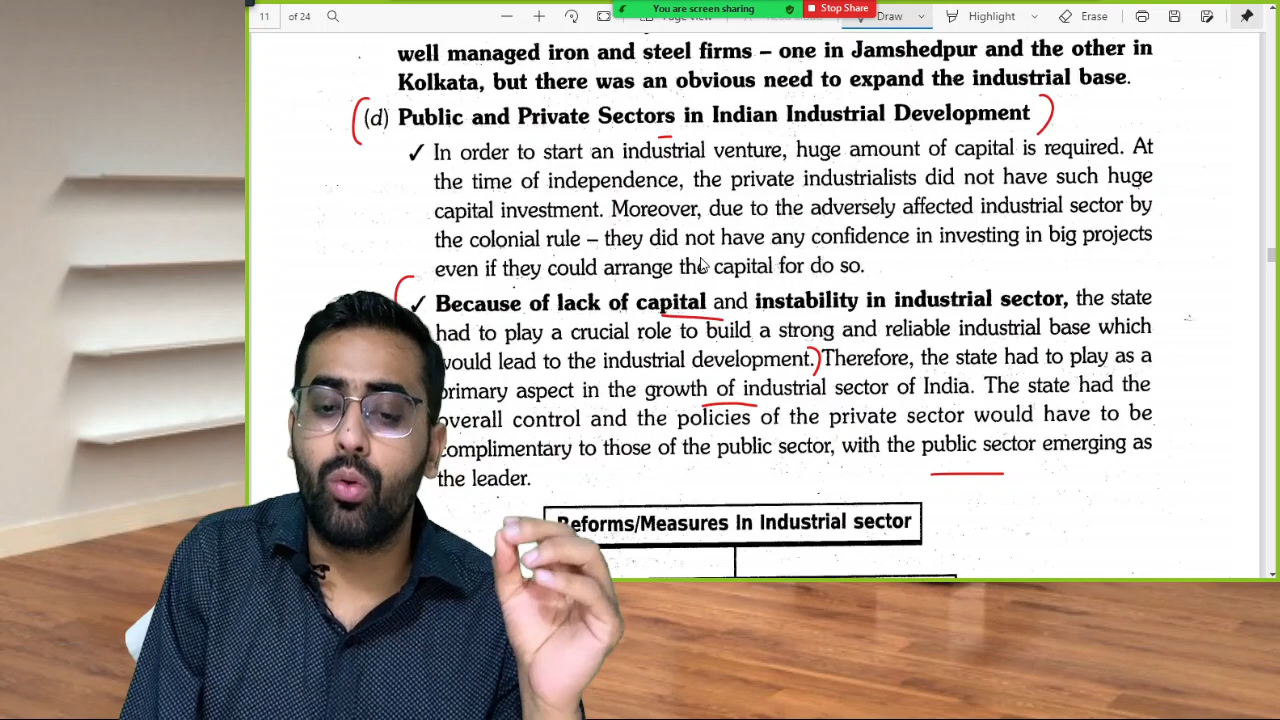 11 of 24
You are screen sharing
Stop Share
Draw
Highlight
Erase
well managed iron and steel firms – one in Jamshedpur and the other in
Kolkata, but there was an obvious need to expand the industrial base.
(d) Public and Private Sectors in Indian Industrial Development
✓ In order to start an industrial venture, huge amount of capital is required. At
the time of independence, the private industrialists did not have such huge
capital investment. Moreover, due to the adversely affected industrial sector by
the colonial rule – they did not have any confidence in investing in big projects
even if they could arrange the capital for do so.
✓ Because of lack of capital and instability in industrial sector, the state
had to play a crucial role to build a strong and reliable industrial base which
would lead to the industrial development. Therefore, the state had to play as a
primary aspect in the growth of industrial sector of India. The state had the
overall control and the policies of the private sector would have to be
complimentary to those of the public sector, with the public sector emerging as
the leader.
Reforms/Measures in Industrial sector